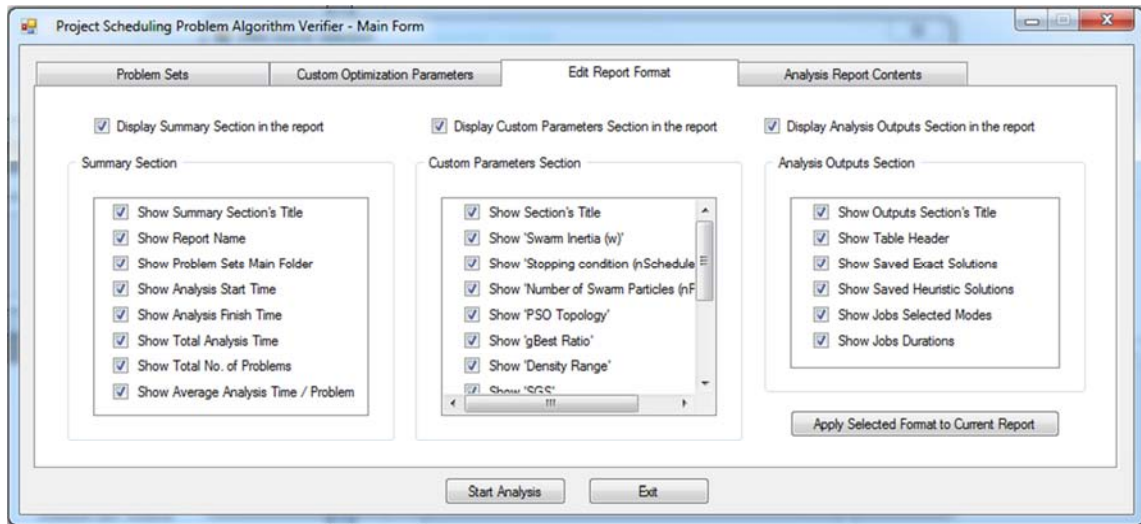 Project Scheduling Problem Algorithm Verifier - Main Form
Problem Sets
Custom Optimization Parameters
Edit Report Format
Analysis Report Contents
Display Summary Section in the report
Display Custom Parameters Section in the report
Display Analysis Outputs Section in the report
Summary Section
Show Summary Section's Title
Show Report Name
Show Problem Sets Main Folder
Show Analysis Start Time
Show Analysis Finish Time
Show Total Analysis Time
Show Total No. of Problems
Show Average Analysis Time / Problem
Custom Parameters Section
Show Section's Title
Show 'Swarm Inertia (w)'
Show 'Stopping condition (nSchedule
Show 'Number of Swarm Particles (nF
Show 'PSO Topology'
Show 'gBest Ratio'
Show 'Density Range'
Show 'SGS'
Analysis Outputs Section
Show Outputs Section's Title
Show Table Header
Show Saved Exact Solutions
Show Saved Heuristic Solutions
Show Jobs Selected Modes
Show Jobs Durations
Apply Selected Format to Current Report
Start Analysis
Exit